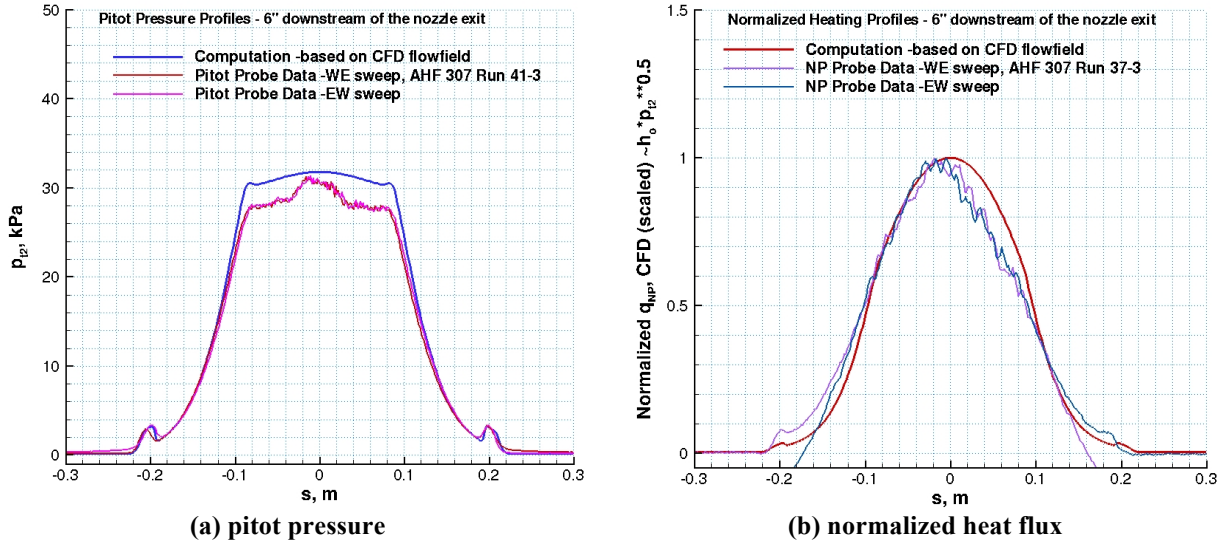 Pitot Pressure Profiles - 6" downstream of the nozzle exit
Computation -based on CFD flowfield
Pitot Probe Data -WE sweep, AHF 307 Run 41-3
Pitot Probe Data -EW sweep
50
40
30
20
10
0
pt2, kPa
-0.3
-0.2
-0.1
0
0.1
0.2
0.3
s, m
(a) pitot pressure
Normalized Heating Profiles - 6" downstream of the nozzle exit
Computation -based on CFD flowfield
NP Probe Data -WE sweep, AHF 307 Run 37-3
NP Probe Data -EW sweep
1.5
1
0.5
0
Normalized qNP, CFD (scaled) ~ho*pt2**0.5
-0.3
-0.2
-0.1
0
0.1
0.2
0.3
s, m
(b) normalized heat flux